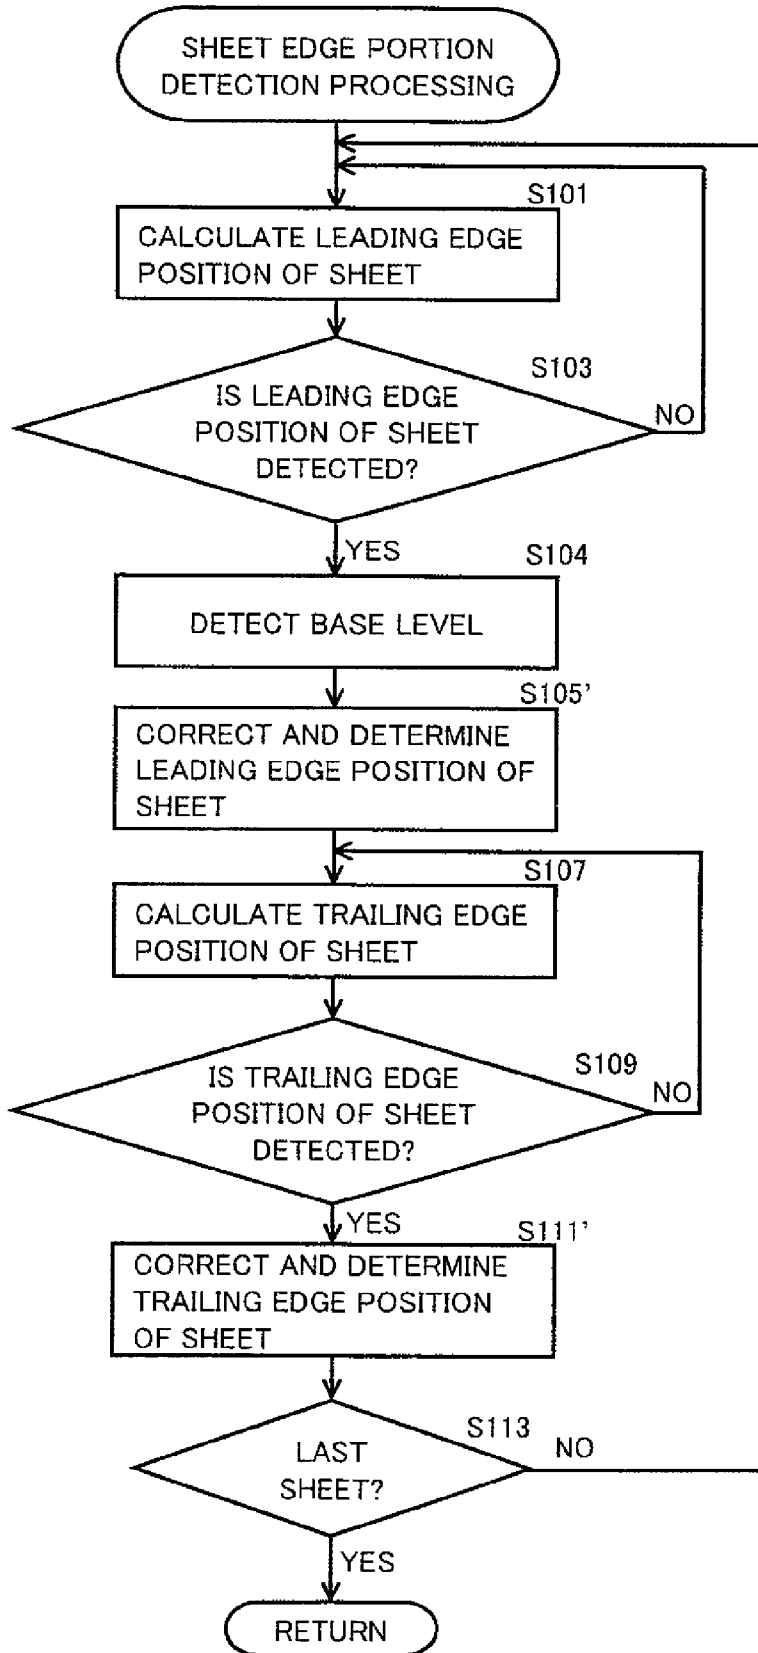 SHEET EDGE PORTION
DETECTION PROCESSING
S101
CALCULATE LEADING EDGE
POSITION OF SHEET
S103
IS LEADING EDGE
POSITION OF SHEET
DETECTED?
NO
YES
S104
DETECT BASE LEVEL
S105'
CORRECT AND DETERMINE
LEADING EDGE POSITION OF
SHEET
S107
CALCULATE TRAILING EDGE
POSITION OF SHEET
S109
IS TRAILING EDGE
POSITION OF SHEET
DETECTED?
NO
YES
S111'
CORRECT AND DETERMINE
TRAILING EDGE POSITION
OF SHEET
S113
LAST
SHEET?
NO
YES
RETURN